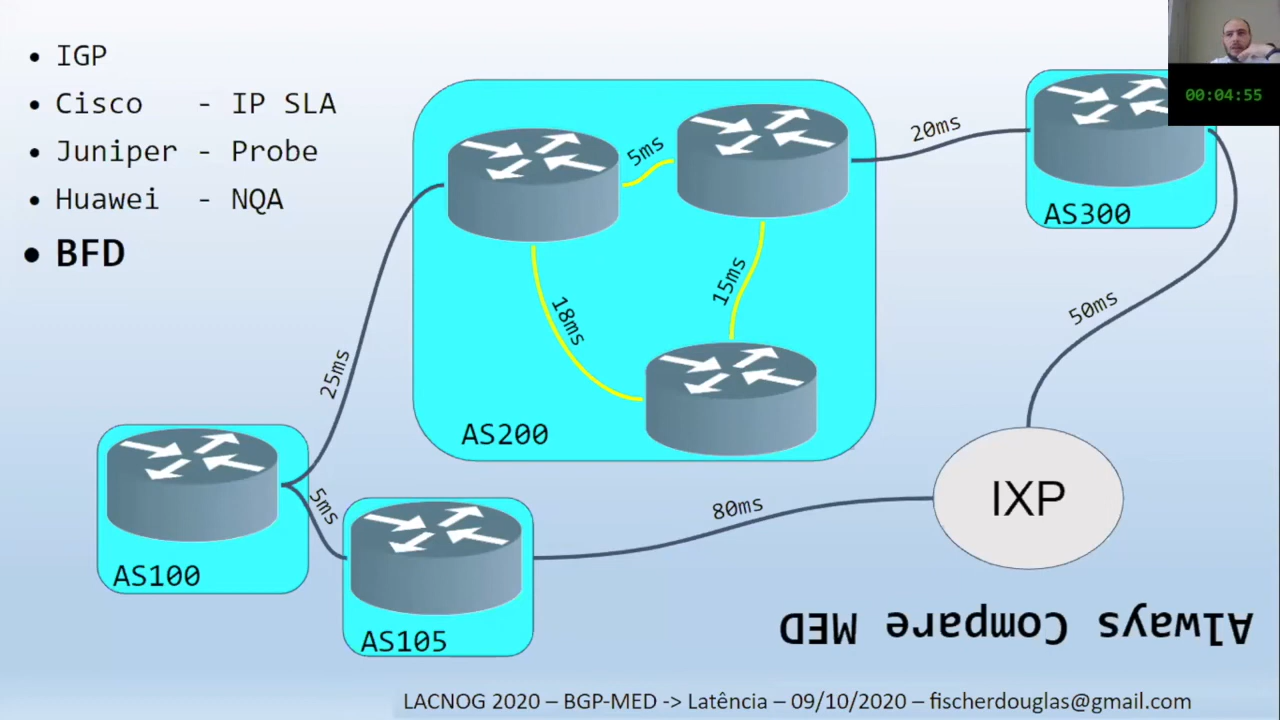 • IGP
• Cisco - IP SLA
• Juniper - Probe
• Huawei - NQA
• BFD
00:04:55
5ms
20ms
AS300
15ms
18ms
50ms
25ms
AS200
5ms
80ms
IXP
AS100
AS105
Always Compare MED
LACNOG 2020 – BGP-MED -> Latência – 09/10/2020 – fischerdouglas@gmail.com